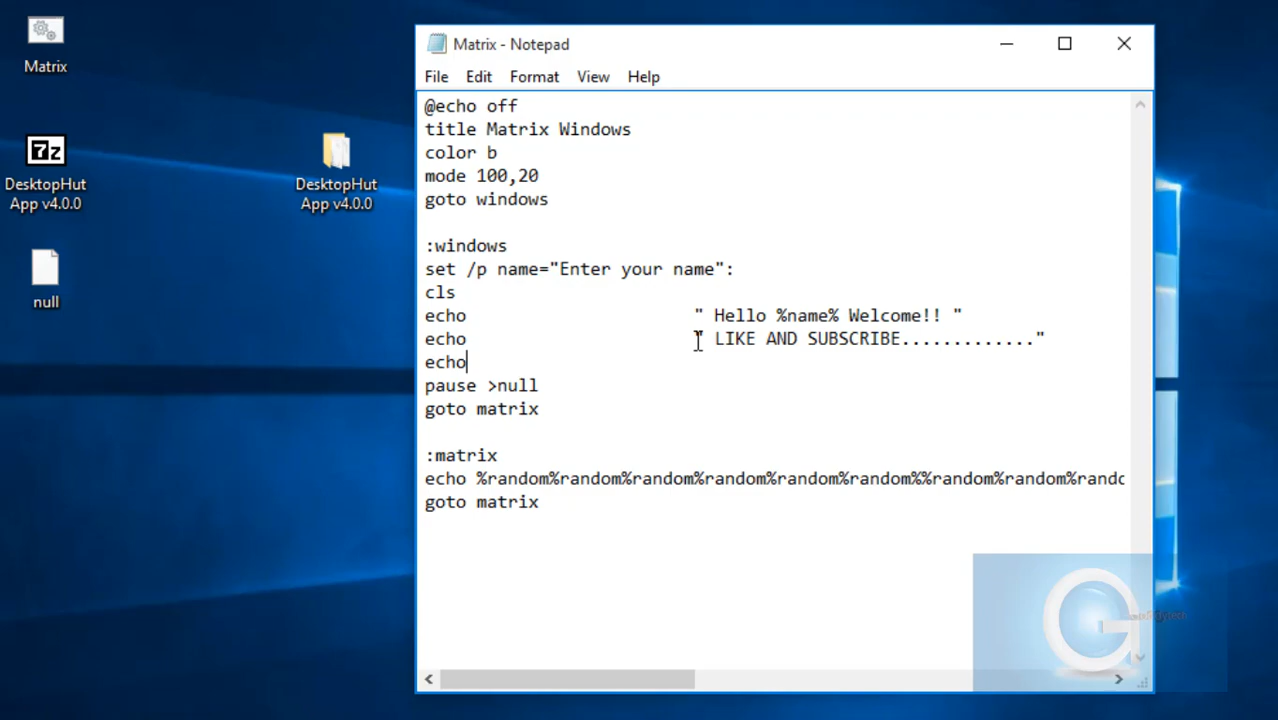 Matrix
DesktopHut
App v4.0.0
null
DesktopHut
App v4.0.0
Matrix - Notepad
File Edit Format View Help
@echo off
title Matrix Windows
color b
mode 100,20
goto windows
:windows
set /p name="Enter your name":
cls
echo " Hello %name% Welcome!! "
echo " LIKE AND SUBSCRIBE............."
echo
pause >null
goto matrix
:matrix
echo %random%random%random%random%random%random%%random%random%rando
goto matrix